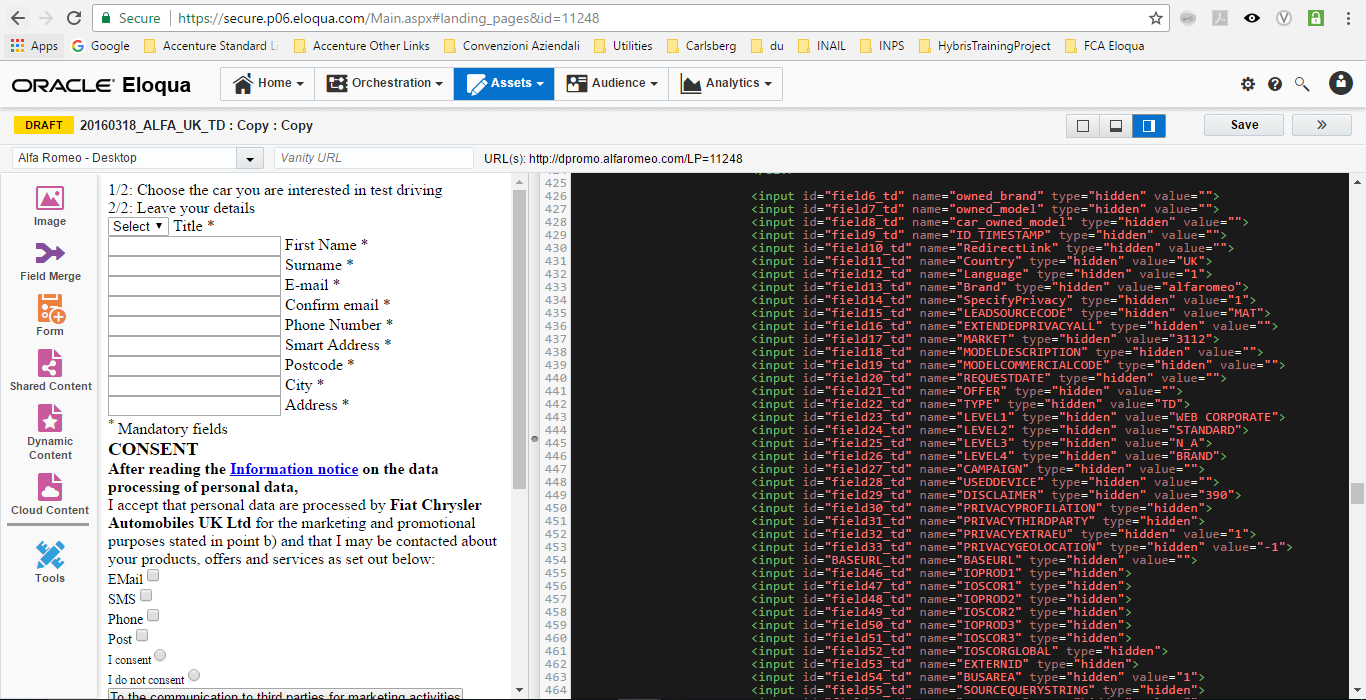 Secure https://secure.p06.eloqua.com/Main.aspx#landing_pages&id=11248
Apps Google Accenture Standard Li Accenture Other Links Convenzioni Aziendali Utilities Carlsberg du INAIL INPS HybrisTrainingProject FCA Eloqua
ORACLE Eloqua Home Orchestration Assets Audience Analytics
DRAFT 20160318_ALFA_UK_TD : Copy : Copy Save »
Alfa Romeo - Desktop Vanity URL URL(s): http://dpromo.alfaromeo.com/LP=11248
Image
Field Merge
Form
Shared Content
Dynamic
Content
Cloud Content
Tools
1/2: Choose the car you are interested in test driving
2/2: Leave your details
Select Title *
First Name *
Surname *
E-mail *
Confirm email *
Phone Number *
Smart Address *
Postcode *
City *
Address *
* Mandatory fields
CONSENT
After reading the Information notice on the data
processing of personal data,
I accept that personal data are processed by Fiat Chrysler
Automobiles UK Ltd for the marketing and promotional
purposes stated in point b) and that I may be contacted about
your products, offers and services as set out below:
EMail
SMS
Phone
Post
I consent
I do not consent
To the communication to third parties for marketing activities
425
426 <input id="field6_td" name="owned_brand" type="hidden" value="">
427 <input id="field7_td" name="owned_model" type="hidden" value="">
428 <input id="field8_td" name="car_owned_model" type="hidden" value="">
429 <input id="field9_td" name="ID_TIMESTAMP" type="hidden" value="">
430 <input id="field10_td" name="RedirectLink" type="hidden" value="">
431 <input id="field11_td" name="Country" type="hidden" value="UK">
432 <input id="field12_td" name="Language" type="hidden" value="1">
433 <input id="field13_td" name="Brand" type="hidden" value="alfaromeo">
434 <input id="field14_td" name="SpecifyPrivacy" type="hidden" value="1">
435 <input id="field15_td" name="LEADSOURCECODE" type="hidden" value="MAT">
436 <input id="field16_td" name="EXTENDEDPRIVACYALL" type="hidden" value="">
437 <input id="field17_td" name="MARKET" type="hidden" value="3112">
438 <input id="field18_td" name="MODELDESCRIPTION" type="hidden" value="">
439 <input id="field19_td" name="MODELCOMMERCIALCODE" type="hidden" value="">
440 <input id="field20_td" name="REQUESTDATE" type="hidden" value="">
441 <input id="field21_td" name="OFFER" type="hidden" value="">
442 <input id="field22_td" name="TYPE" type="hidden" value="TD">
443 <input id="field23_td" name="LEVEL1" type="hidden" value="WEB CORPORATE">
444 <input id="field24_td" name="LEVEL2" type="hidden" value="STANDARD">
445 <input id="field25_td" name="LEVEL3" type="hidden" value="N_A">
446 <input id="field26_td" name="LEVEL4" type="hidden" value="BRAND">
447 <input id="field27_td" name="CAMPAIGN" type="hidden" value="">
448 <input id="field28_td" name="USEDDEVICE" type="hidden" value="">
449 <input id="field29_td" name="DISCLAIMER" type="hidden" value="390">
450 <input id="field30_td" name="PRIVACYPROFILATION" type="hidden">
451 <input id="field31_td" name="PRIVACYTHIRDPARTY" type="hidden">
452 <input id="field32_td" name="PRIVACYEXTRAEU" type="hidden" value="1">
453 <input id="field33_td" name="PRIVACYGEOLOCATION" type="hidden" value="-1">
454 <input id="BASEURL_td" name="BASEURL" type="hidden" value="">
455 <input id="field46_td" name="IOPROD1" type="hidden">
456 <input id="field47_td" name="IOSCOR1" type="hidden">
457 <input id="field48_td" name="IOPROD2" type="hidden">
458 <input id="field49_td" name="IOSCOR2" type="hidden">
459 <input id="field50_td" name="IOPROD3" type="hidden">
460 <input id="field51_td" name="IOSCOR3" type="hidden">
461 <input id="field52_td" name="IOSCORGLOBAL" type="hidden">
462 <input id="field53_td" name="EXTERNID" type="hidden">
463 <input id="field54_td" name="BUSAREA" type="hidden" value="1">
464 <input id="field55_td" name="SOURCEQUERYSTRING" type="hidden">